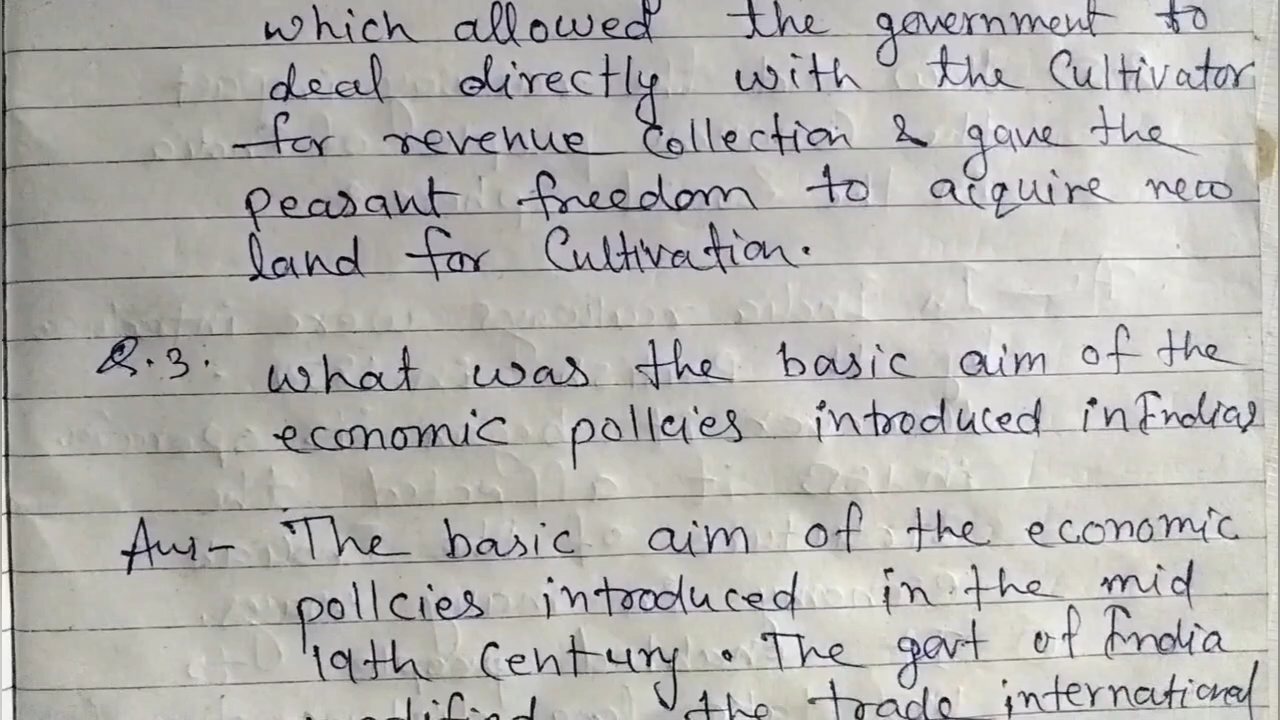 which allowed the government to
deal directly with the Cultivator
for revenue Collection & gave the
peasant freedom to acquire new
land for Cultivation.
Q.3. what was the basic aim of the
economic pollcies introduced in India?
Ans- The basic aim of the economic
pollcies introduced in the mid
19th Century. The govt of India
the trade international